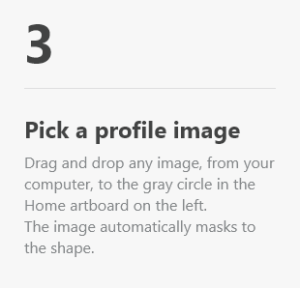 3
Pick a profile image
Drag and drop any image, from your
computer, to the gray circle in the
Home artboard on the left.
The image automatically masks to
the shape.